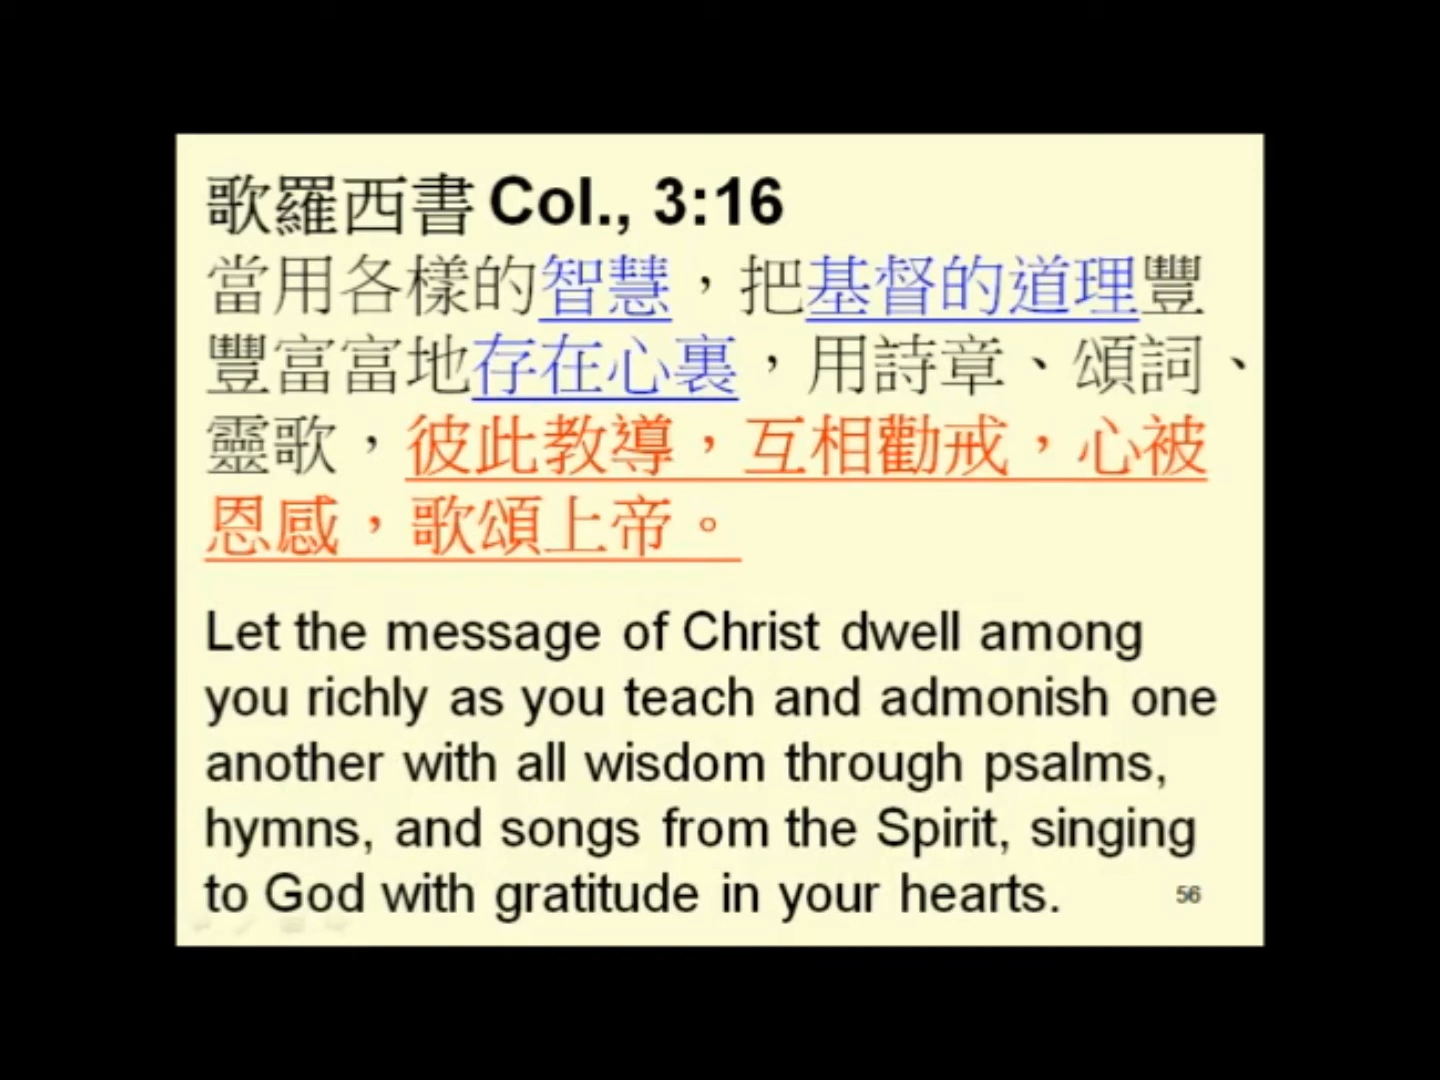 歌羅西書 Col., 3:16
當用各樣的智慧，把基督的道理豐
豐富富地存在心裏，用詩章、頌詞、
靈歌，彼此教導，互相勸戒，心被
恩感，歌頌上帝。
Let the message of Christ dwell among
you richly as you teach and admonish one
another with all wisdom through psalms,
hymns, and songs from the Spirit, singing
to God with gratitude in your hearts.
56